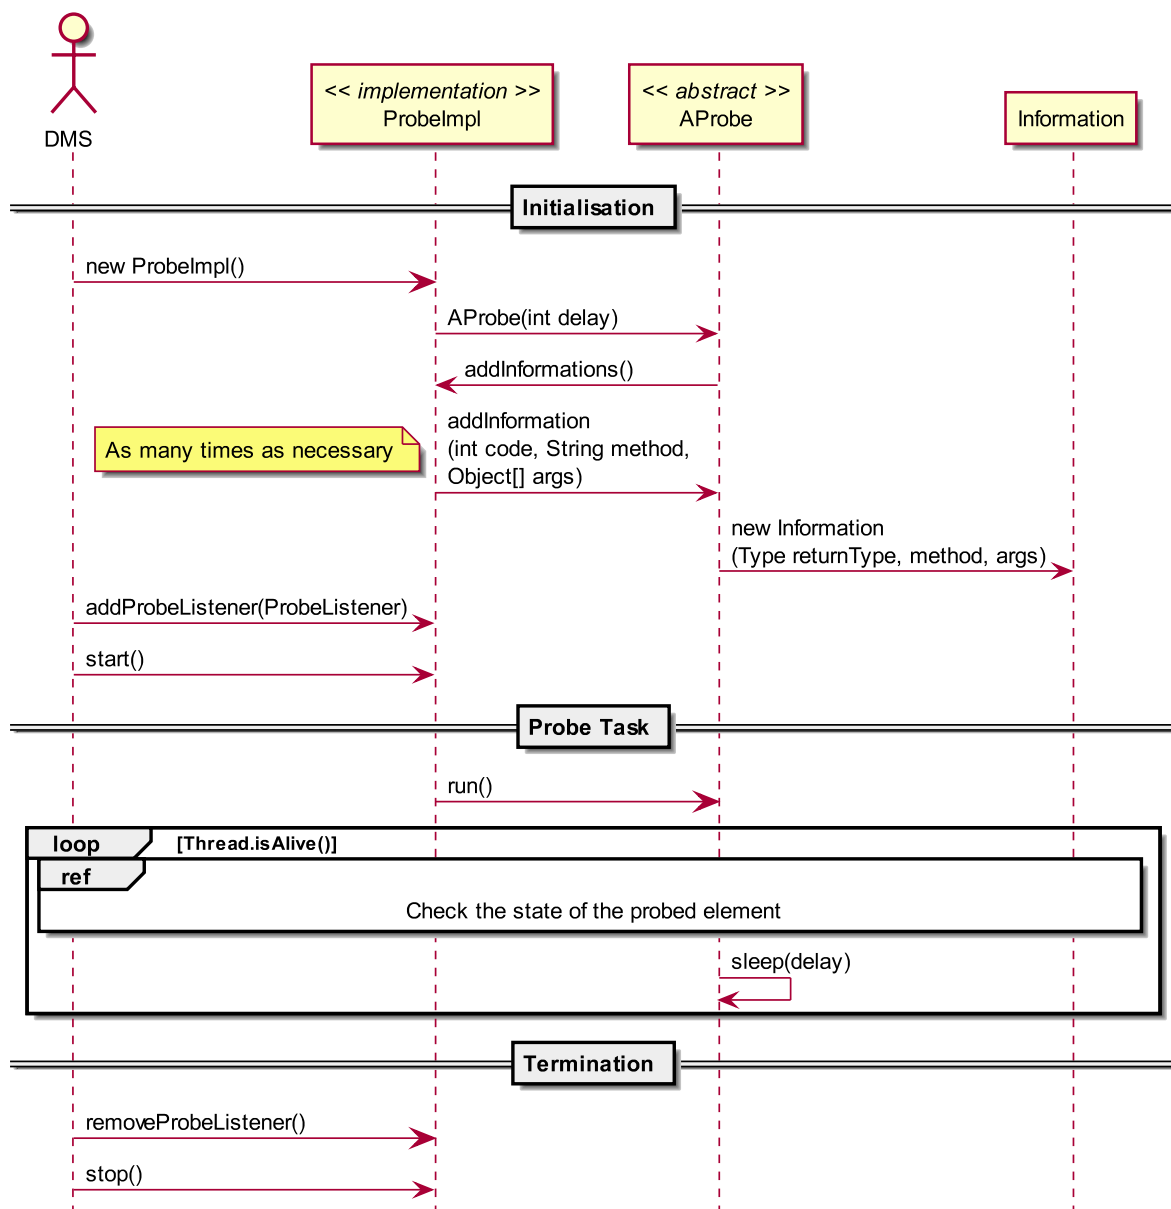 DMS
<< implementation >>
ProbeImpl
<< abstract >>
AProbe
Information
Initialisation
new ProbeImpl()
AProbe(int delay)
addInformations()
As many times as necessary
addInformation
(int code, String method,
Object[] args)
new Information
(Type returnType, method, args)
addProbeListener(ProbeListener)
start()
Probe Task
run()
loop
[Thread.isAlive()]
ref
Check the state of the probed element
sleep(delay)
Termination
removeProbeListener()
stop()